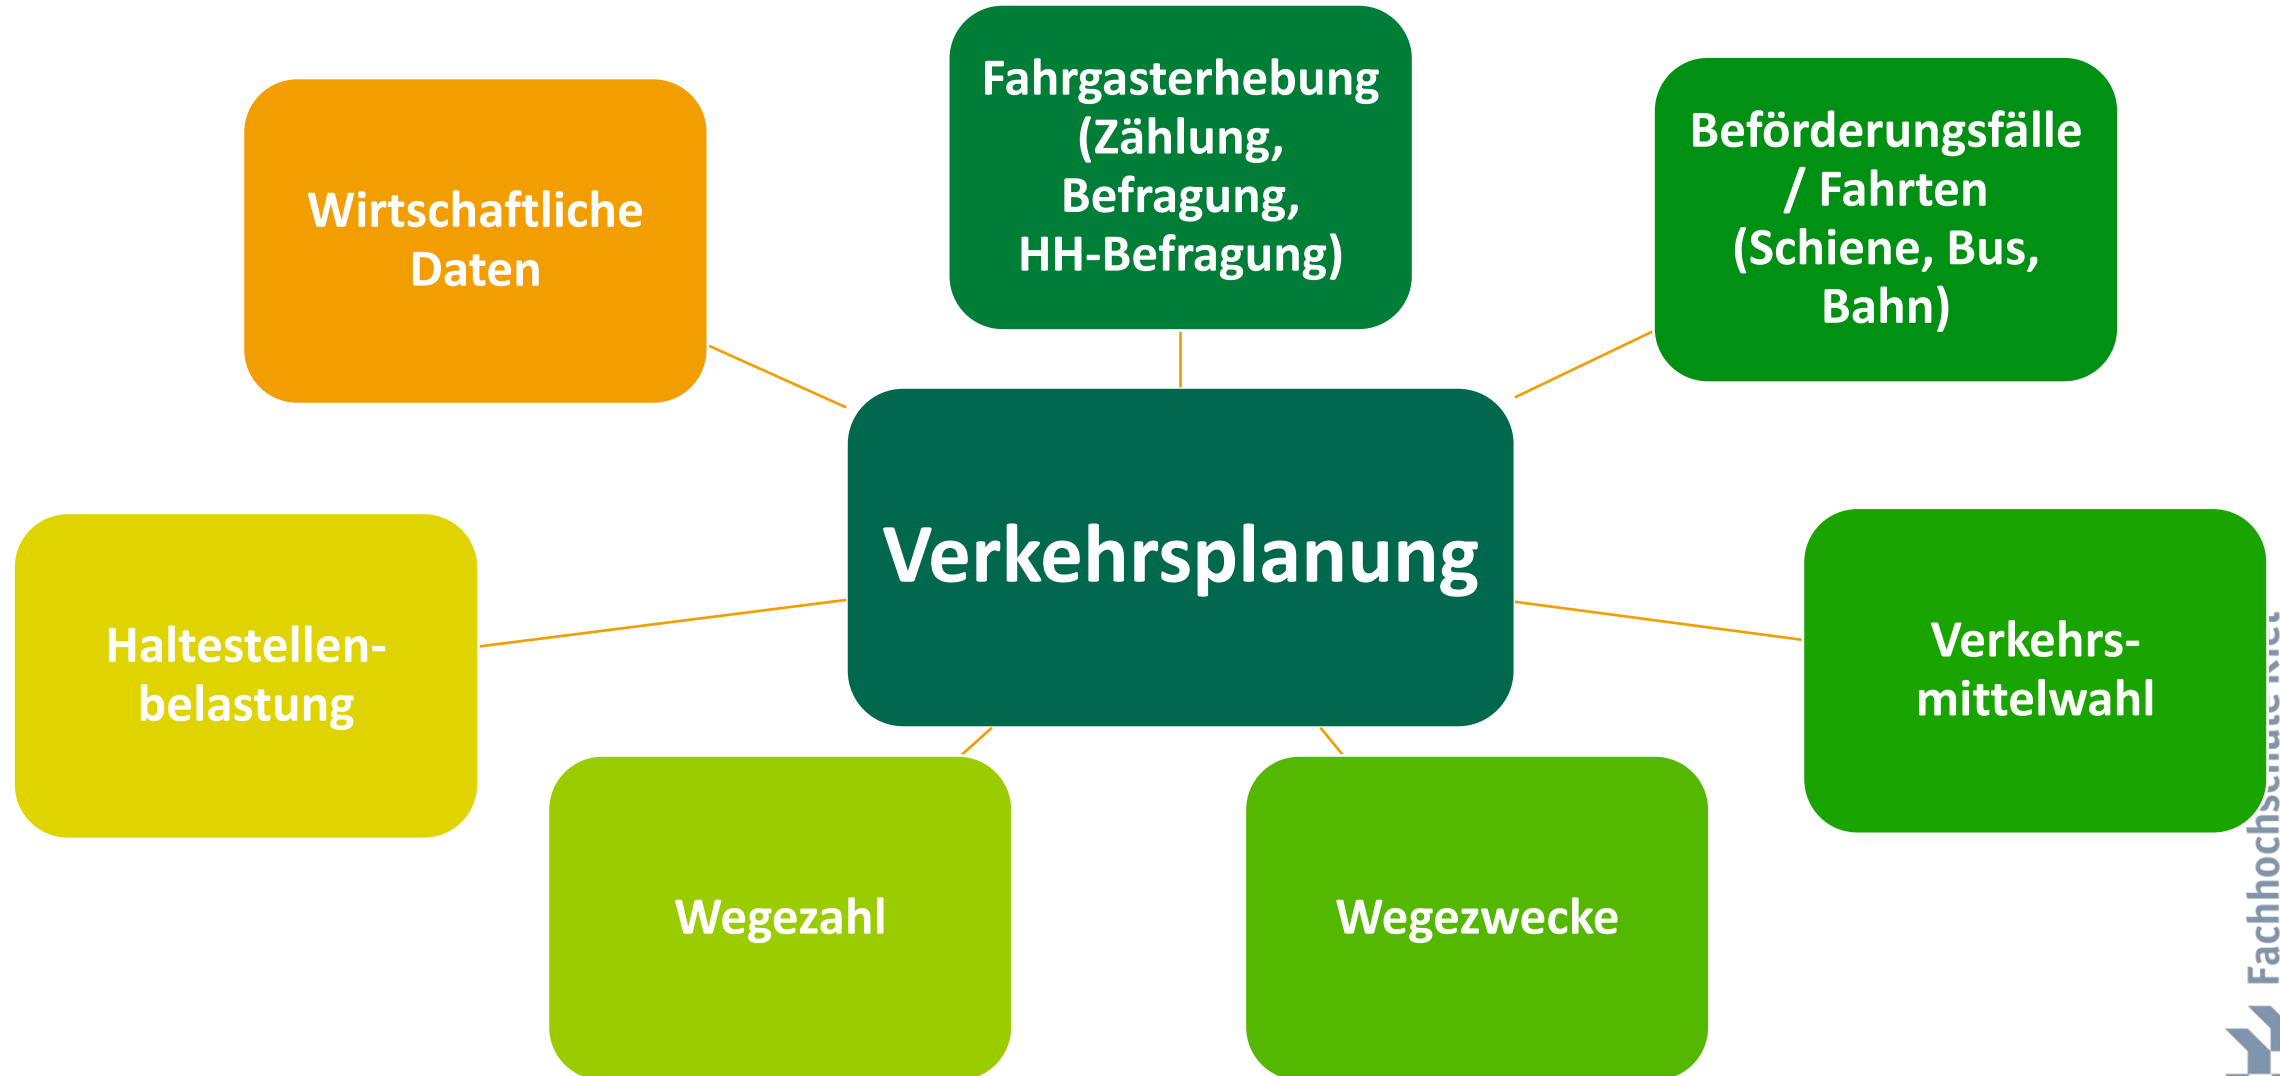 Fahrgasterhebung
(Zählung,
Befragung,
HH-Befragung)
Beförderungsfälle
/ Fahrten
(Schiene, Bus,
Bahn)
Wirtschaftliche
Daten
Verkehrsplanung
Haltestellen-
belastung
Verkehrs-
mittelwahl
Wegezahl
Wegezwecke
Fachhochschule Kiel